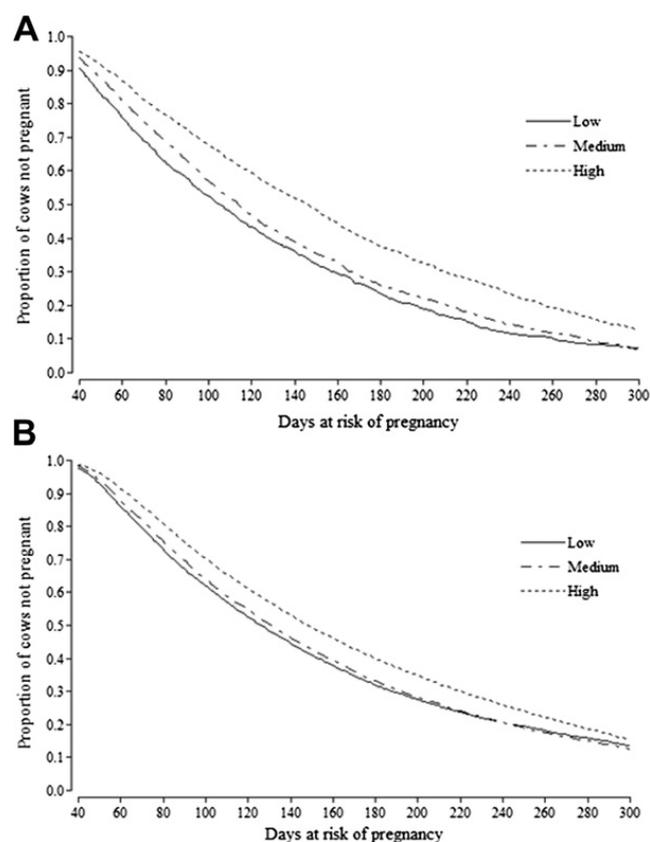 A
Proportion of cows not pregnant
1.0
0.9
0.8
0.7
0.6
0.5
0.4
0.3
0.2
0.1
0.0
Low
Medium
High
40 60 80 100 120 140 160 180 200 220 240 260 280 300
Days at risk of pregnancy
B
Proportion of cows not pregnant
1.0
0.9
0.8
0.7
0.6
0.5
0.4
0.3
0.2
0.1
0.0
Low
Medium
High
40 60 80 100 120 140 160 180 200 220 240 260 280 300
Days at risk of pregnancy